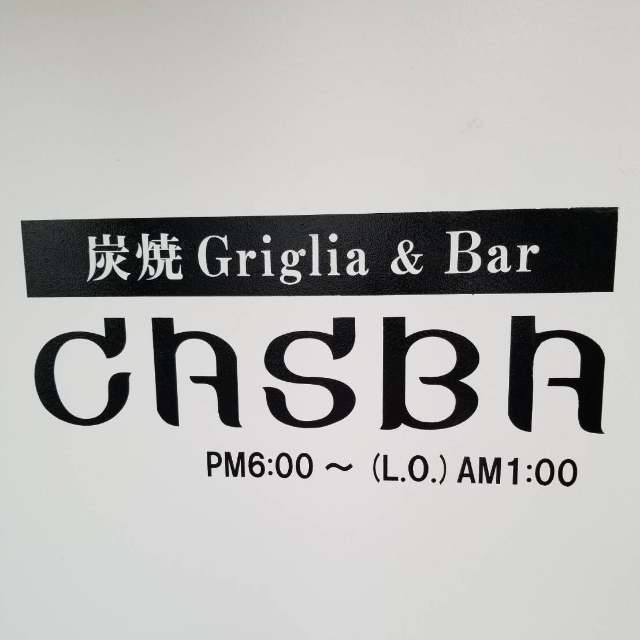 炭焼 Griglia & Bar
CASBA
PM6:00 〜 (L.O.) AM1:00